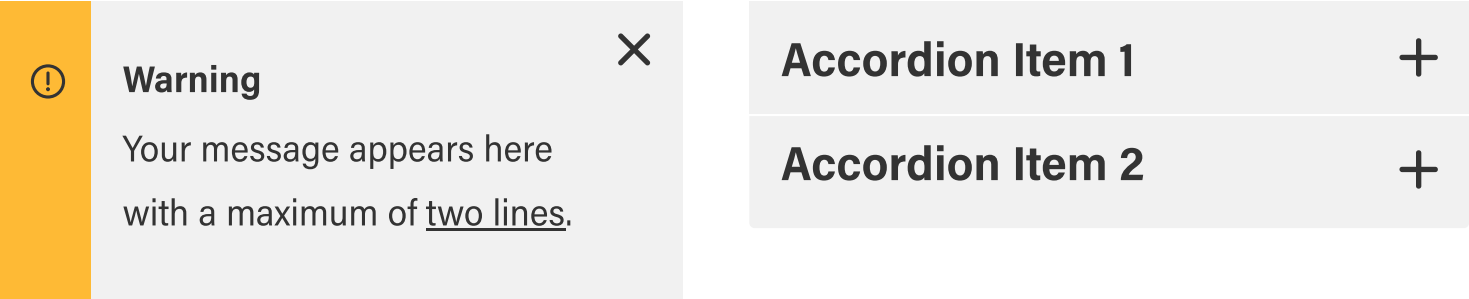 Warning
Your message appears here
with a maximum of two lines.
Accordion Item 1
Accordion Item 2